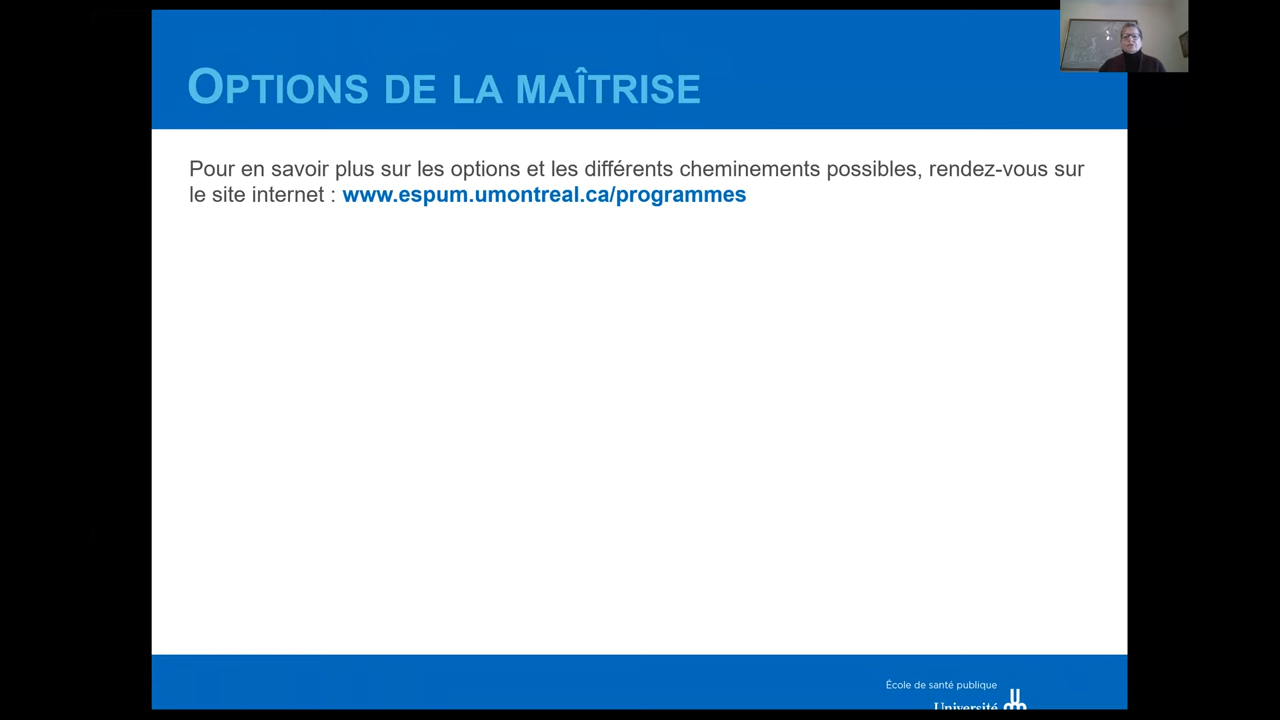 OPTIONS DE LA MAÎTRISE
Pour en savoir plus sur les options et les différents cheminements possibles, rendez-vous sur
le site internet : www.espum.umontreal.ca/programmes
École de santé publique
Université